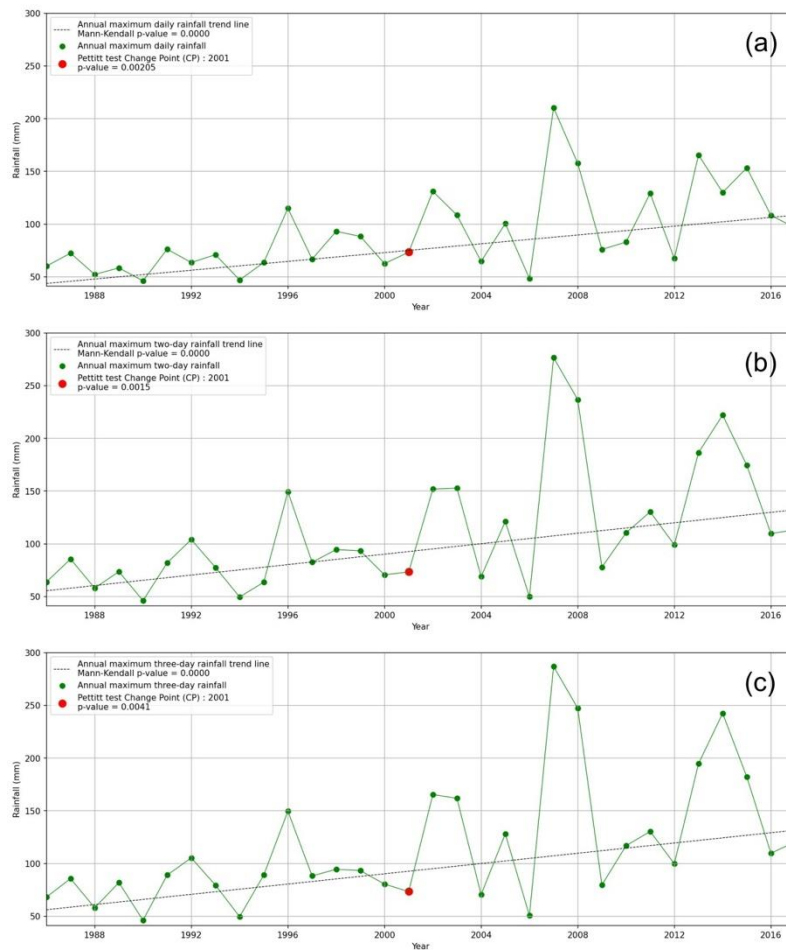 300
250
200
150
100
50
Rainfall (mm)
Annual maximum daily rainfall trend line
Mann-Kendall p-value = 0.0000
Annual maximum daily rainfall
Pettitt test Change Point (CP) : 2001
p-value = 0.00205
(a)
1988 1992 1996 2000 2004 2008 2012 2016
Year
300
250
200
150
100
50
Rainfall (mm)
Annual maximum two-day rainfall trend line
Mann-Kendall p-value = 0.0000
Annual maximum two-day rainfall
Pettitt test Change Point (CP) : 2001
p-value = 0.0015
(b)
1988 1992 1996 2000 2004 2008 2012 2016
Year
300
250
200
150
100
50
Rainfall (mm)
Annual maximum three-day rainfall trend line
Mann-Kendall p-value = 0.0000
Annual maximum three-day rainfall
Pettitt test Change Point (CP) : 2001
p-value = 0.0041
(c)
1988 1992 1996 2000 2004 2008 2012 2016
Year